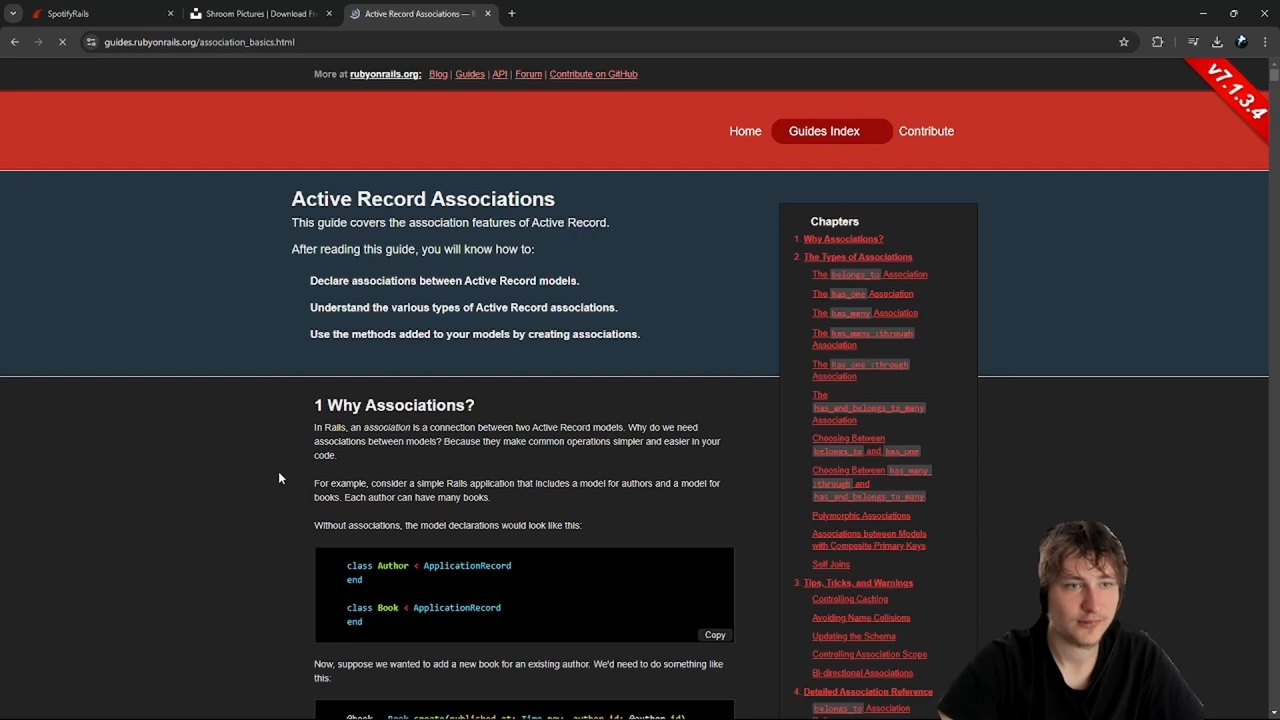 SpotifyRails
Shroom Pictures | Download Fr
Active Record Associations —
guides.rubyonrails.org/association_basics.html
More at rubyonrails.org: Blog | Guides | API | Forum | Contribute on GitHub
v7.1.3.4
Home Guides Index Contribute
Active Record Associations
This guide covers the association features of Active Record.
After reading this guide, you will know how to:
Declare associations between Active Record models.
Understand the various types of Active Record associations.
Use the methods added to your models by creating associations.
1 Why Associations?
In Rails, an association is a connection between two Active Record models. Why do we need
associations between models? Because they make common operations simpler and easier in your
code.
For example, consider a simple Rails application that includes a model for authors and a model for
books. Each author can have many books.
Without associations, the model declarations would look like this:
class Author < ApplicationRecord
end
class Book < ApplicationRecord
end
Copy
Now, suppose we wanted to add a new book for an existing author. We'd need to do something like
this:
@book = Book.create(published_at: Time.now, author_id: @author.id)
Chapters
1. Why Associations?
2. The Types of Associations
The belongs_to Association
The has_one Association
The has_many Association
The has_many :through
Association
The has_one :through
Association
The
has_and_belongs_to_many
Association
Choosing Between
belongs_to and has_one
Choosing Between has_many
:through and
has_and_belongs_to_many
Polymorphic Associations
Associations between Models
with Composite Primary Keys
Self Joins
3. Tips, Tricks, and Warnings
Controlling Caching
Avoiding Name Collisions
Updating the Schema
Controlling Association Scope
Bi-directional Associations
4. Detailed Association Reference
belongs_to Association